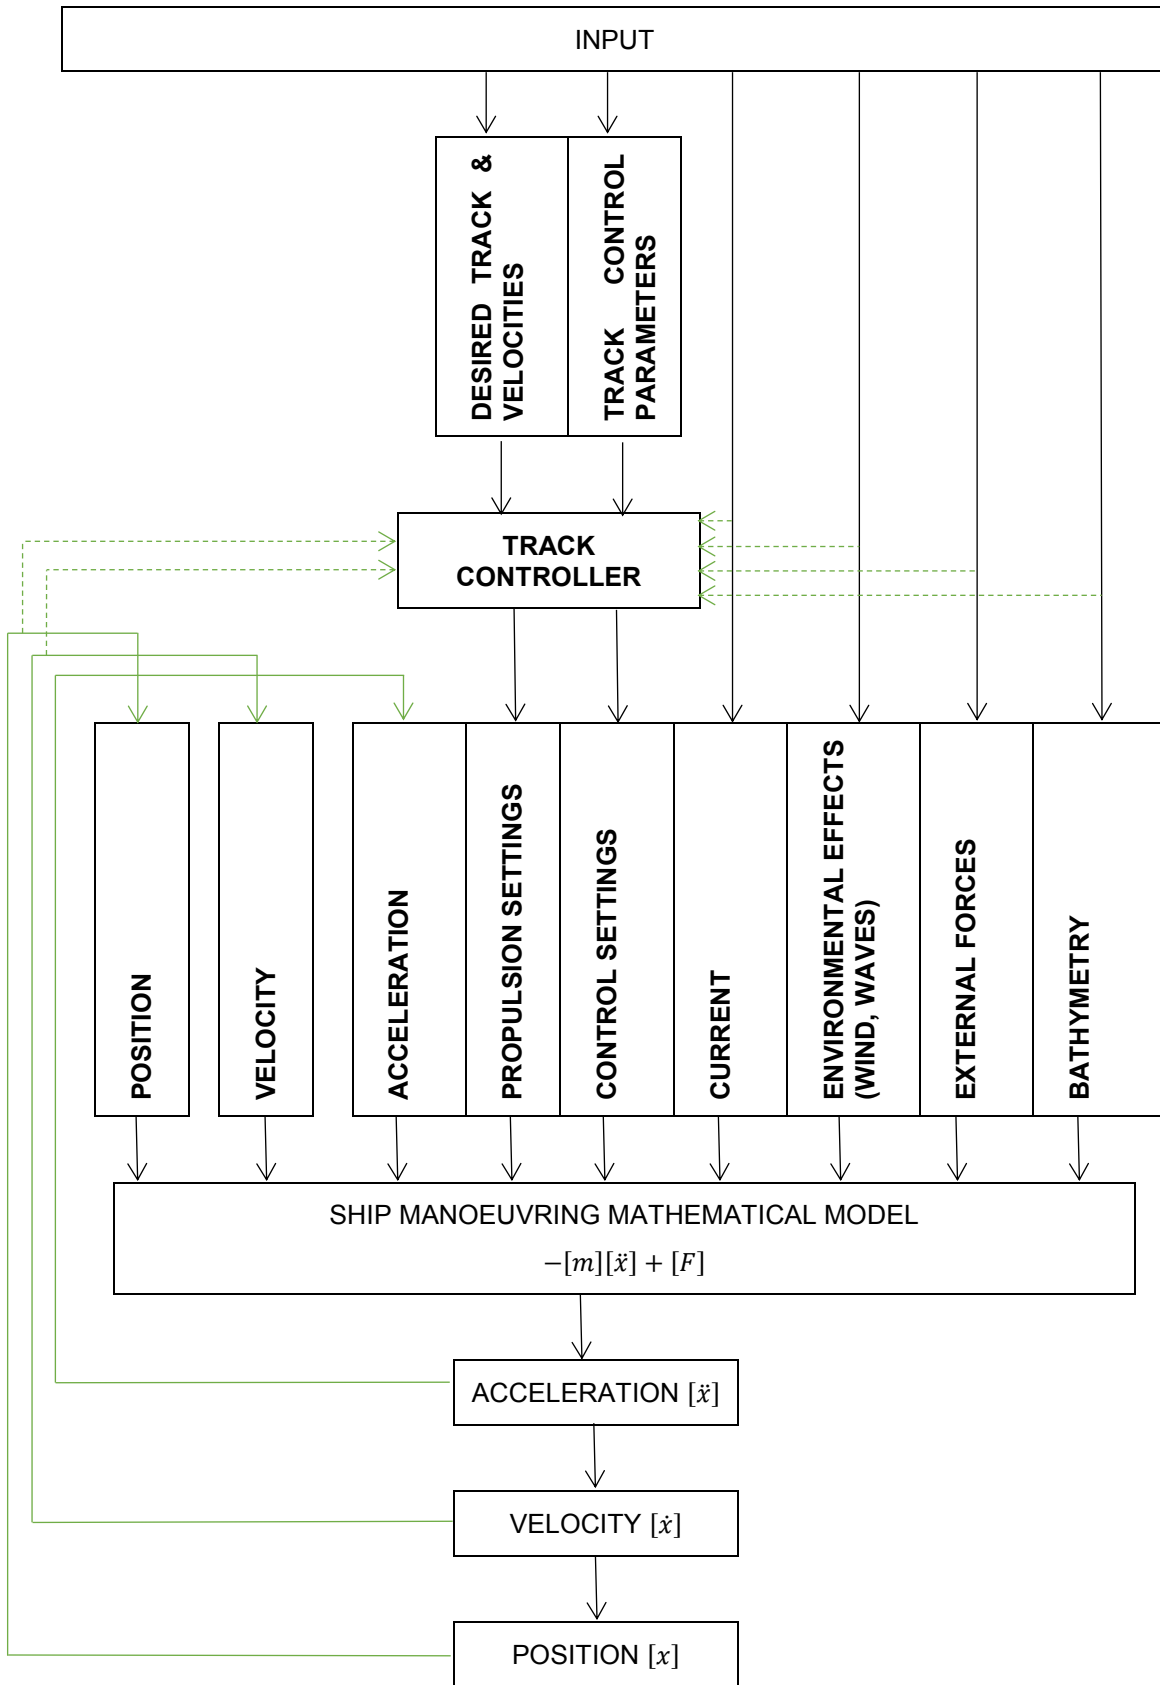 INPUT
DESIRED TRACK &
VELOCITIES
TRACK CONTROL
PARAMETERS
TRACK
CONTROLLER
POSITION
VELOCITY
ACCELERATION
PROPULSION SETTINGS
CONTROL SETTINGS
CURRENT
ENVIRONMENTAL EFFECTS
(WIND, WAVES)
EXTERNAL FORCES
BATHYMETRY
SHIP MANOEUVRING MATHEMATICAL MODEL
−[m][ẍ] + [F]
ACCELERATION [ẍ]
VELOCITY [ẋ]
POSITION [x]